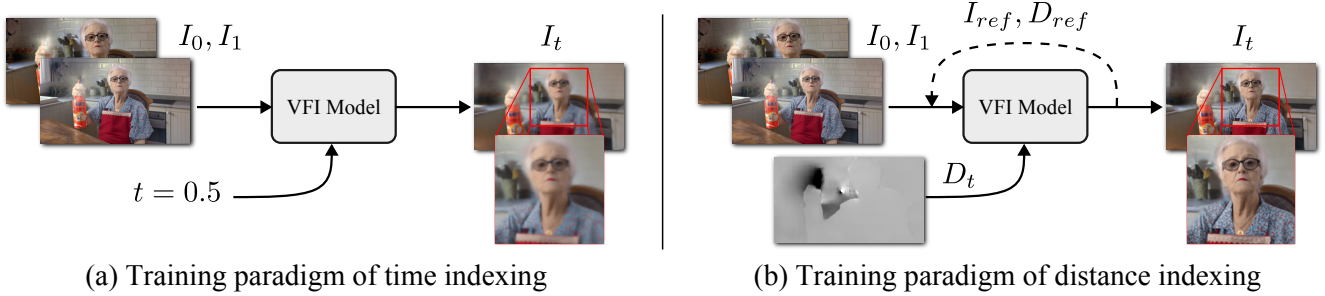 I_0, I_1
VFI Model
I_t
t = 0.5
(a) Training paradigm of time indexing
I_ref, D_ref
I_0, I_1
VFI Model
I_t
D_t
(b) Training paradigm of distance indexing